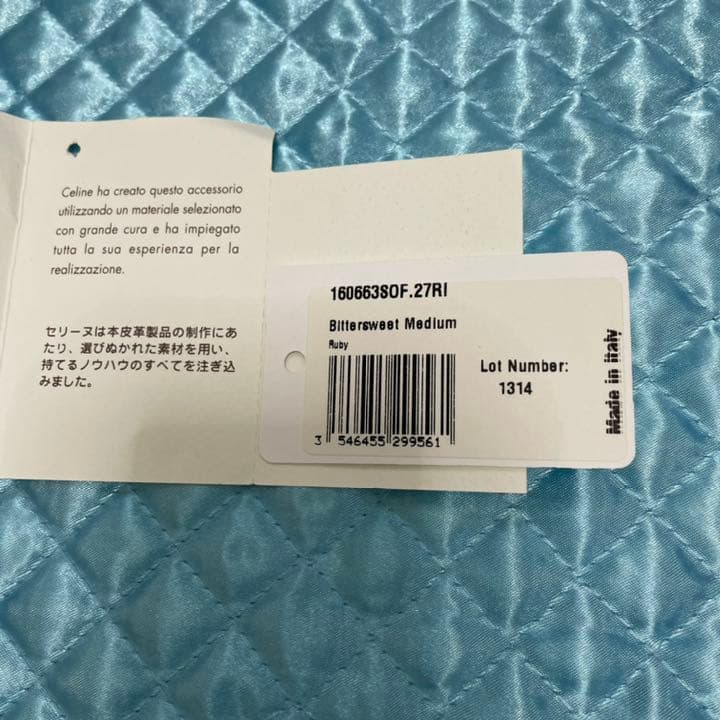 Celine ha creato questo accessorio
utilizzando un materiale selezionato
con grande cura e ha impiegato
tutta la sua esperienza per la
realizzazione.
セリーヌは本皮革製品の制作にあ
たり、選びぬかれた素材を用い、
持てるノウハウのすべてを注ぎ込
みました。
160663SOF.27RI
Bittersweet Medium
Ruby
Lot Number:
1314
3 546455 299561
Made in Italy